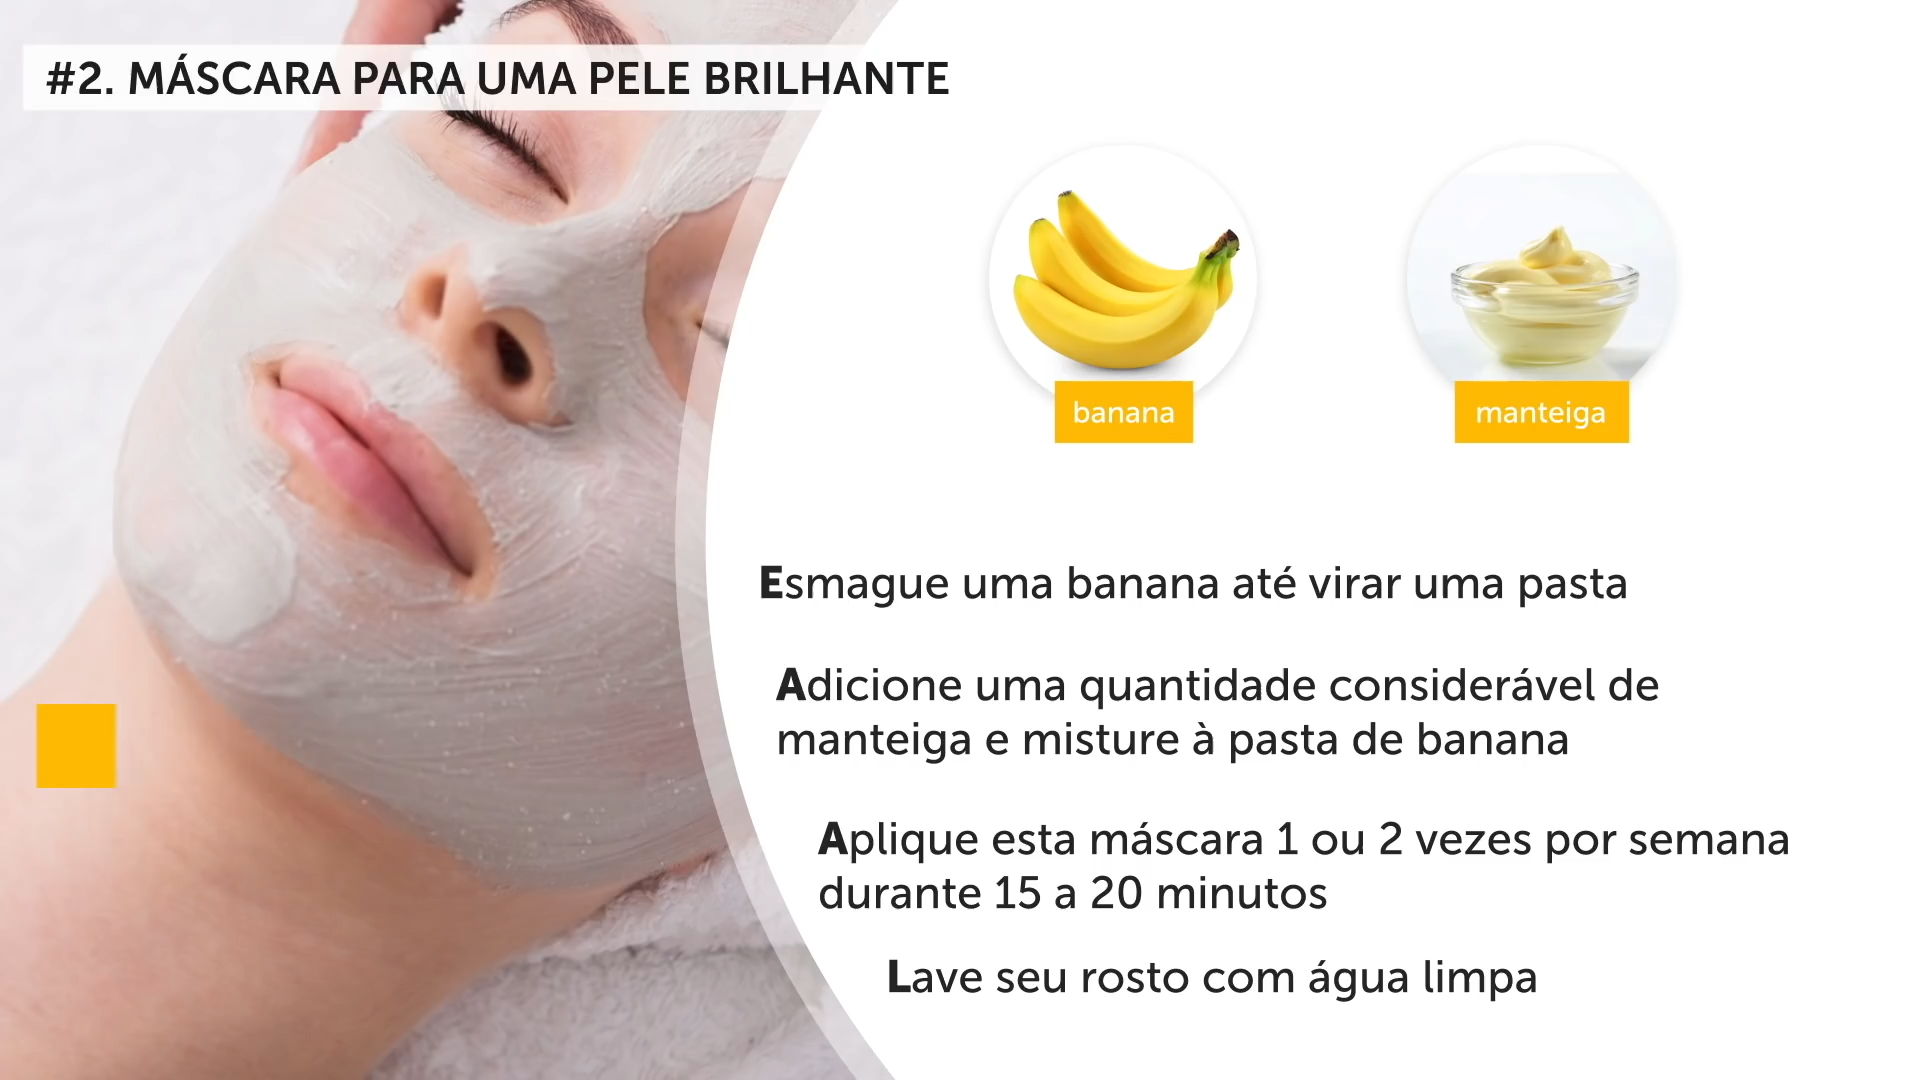 #2. MÁSCARA PARA UMA PELE BRILHANTE
banana
manteiga
Esmague uma banana até virar uma pasta
Adicione uma quantidade considerável de
manteiga e misture à pasta de banana
Aplique esta máscara 1 ou 2 vezes por semana
durante 15 a 20 minutos
Lave seu rosto com água limpa